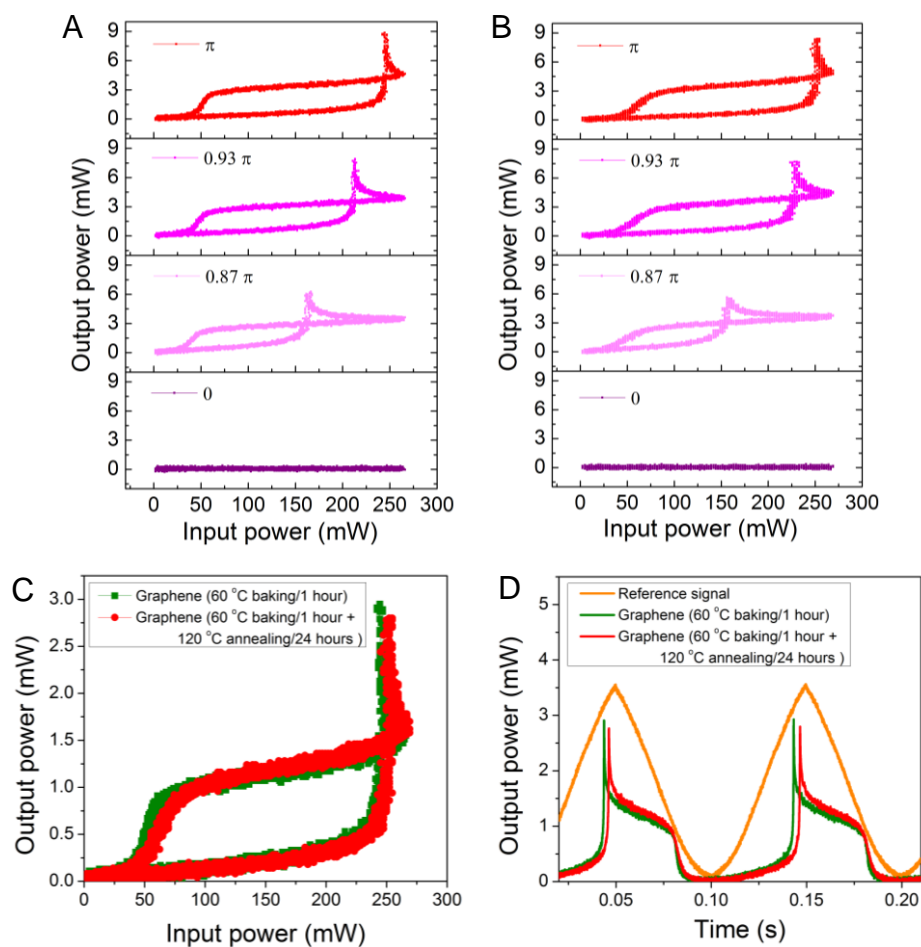 A
B
9
6
3
0
π
9
6
3
0
0.93 π
9
6
3
0
0.87 π
9
6
3
0
0
0 50 100 150 200 250 300
Input power (mW)
Output power (mW)
9
6
3
0
π
9
6
3
0
0.93 π
9
6
3
0
0.87 π
9
6
3
0
0
0 50 100 150 200 250 300
Input power (mW)
Output power (mW)
C
3.0
2.5
2.0
1.5
1.0
0.5
0.0
Graphene (60 °C baking/1 hour)
Graphene (60 °C baking/1 hour +
120 °C annealing/24 hours )
0 50 100 150 200 250 300
Input power (mW)
Output power (mW)
D
5
4
3
2
1
0
Reference signal
Graphene (60 °C baking/1 hour)
Graphene (60 °C baking/1 hour +
120 °C annealing/24 hours )
0.05 0.10 0.15 0.20
Time (s)
Output power (mW)